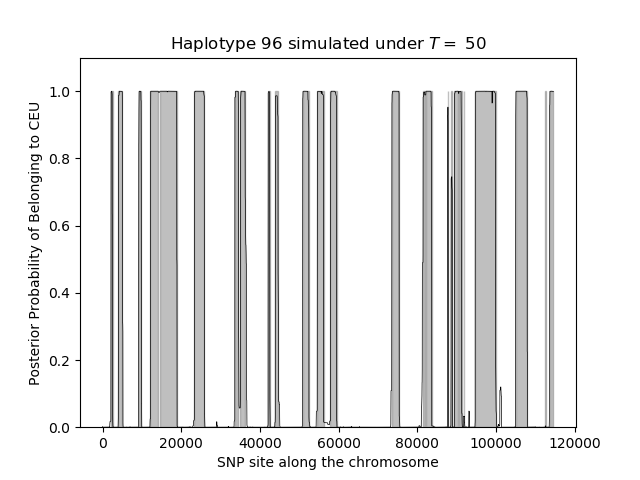 Haplotype 96 simulated under T = 50
Posterior Probability of Belonging to CEU
1.0
0.8
0.6
0.4
0.2
0.0
0 20000 40000 60000 80000 100000 120000
SNP site along the chromosome